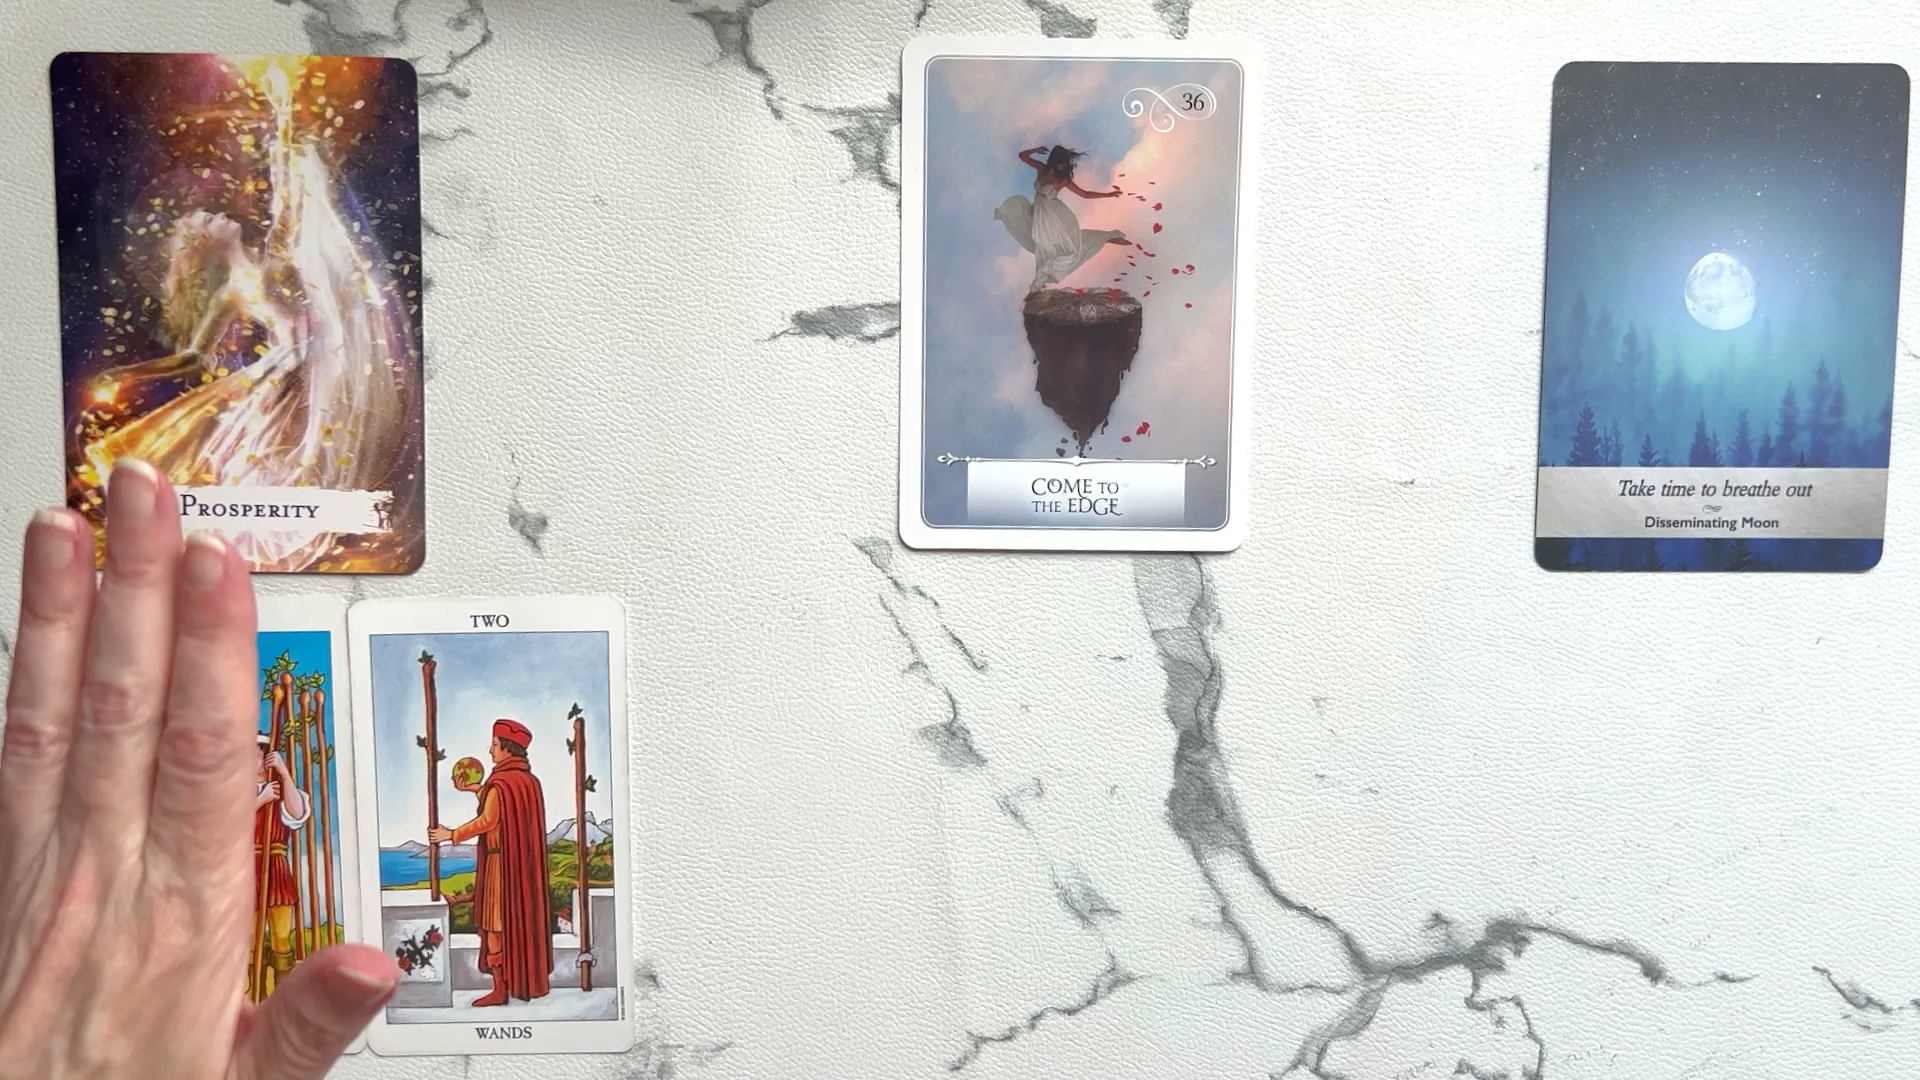 Prosperity
36
COME TO
THE EDGE
Take time to breathe out
Disseminating Moon
TWO
WANDS